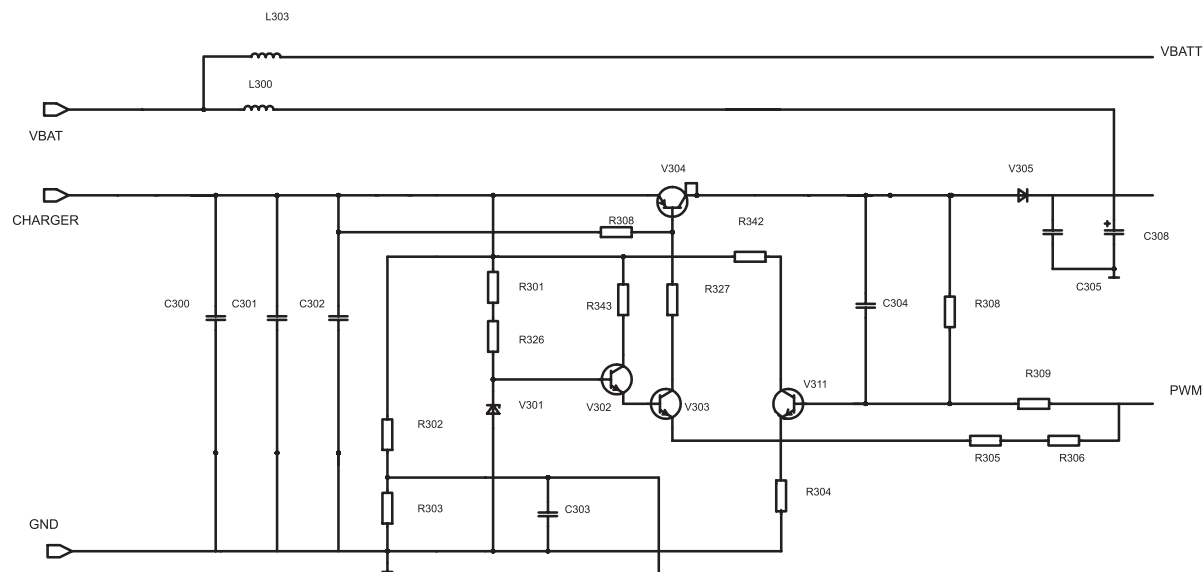 L303
VBATT
L300
VBAT
V304
V305
CHARGER
R308
R342
C308
R301
R343
R327
C305
C300
C301
C302
C304
R308
R326
V311
R309
PWM
V301
V302
V303
R302
R305
R306
R304
R303
C303
GND
+